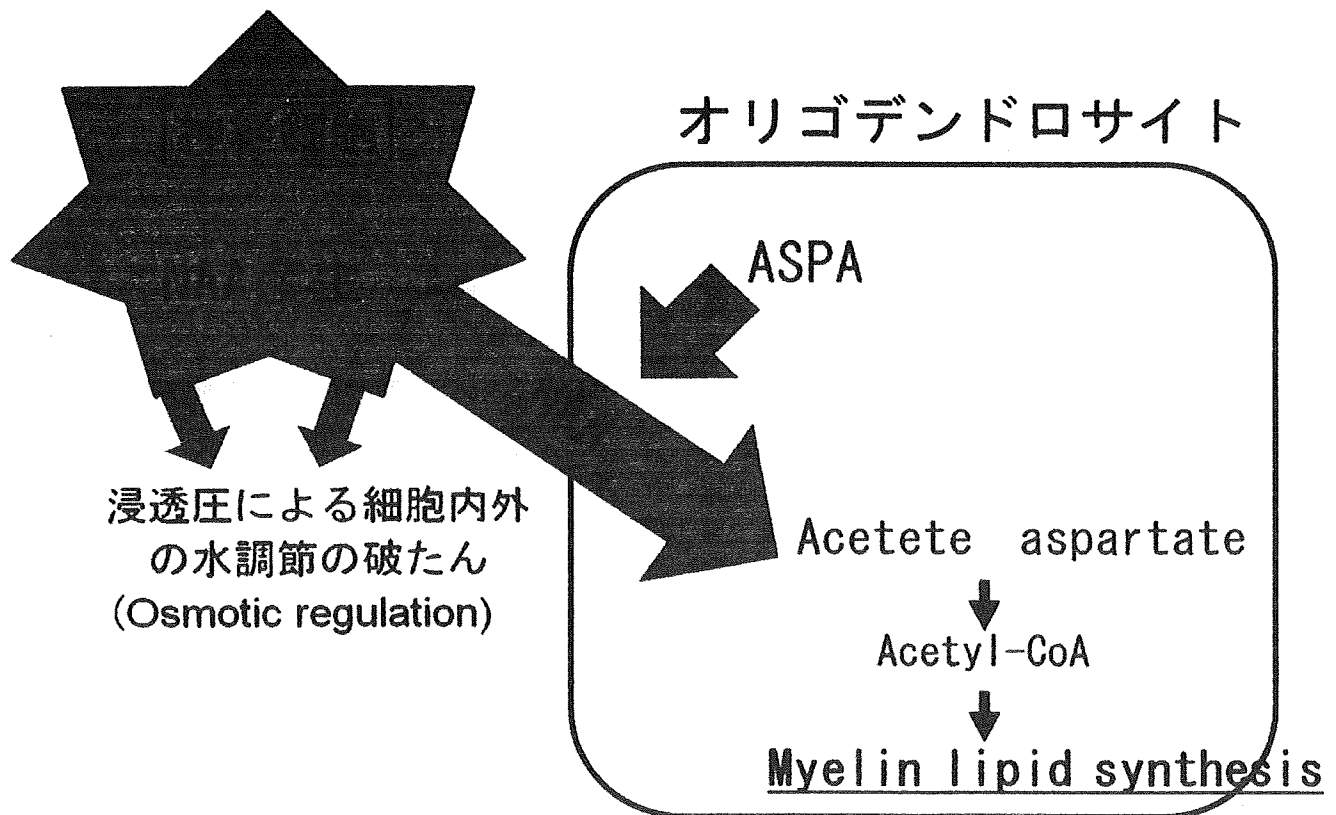 オリゴデンドロサイト
ASPA
浸透圧による細胞内外
の水調節の破たん
(Osmotic regulation)
Acetete aspartate
Acetyl-CoA
Myelin lipid synthesis